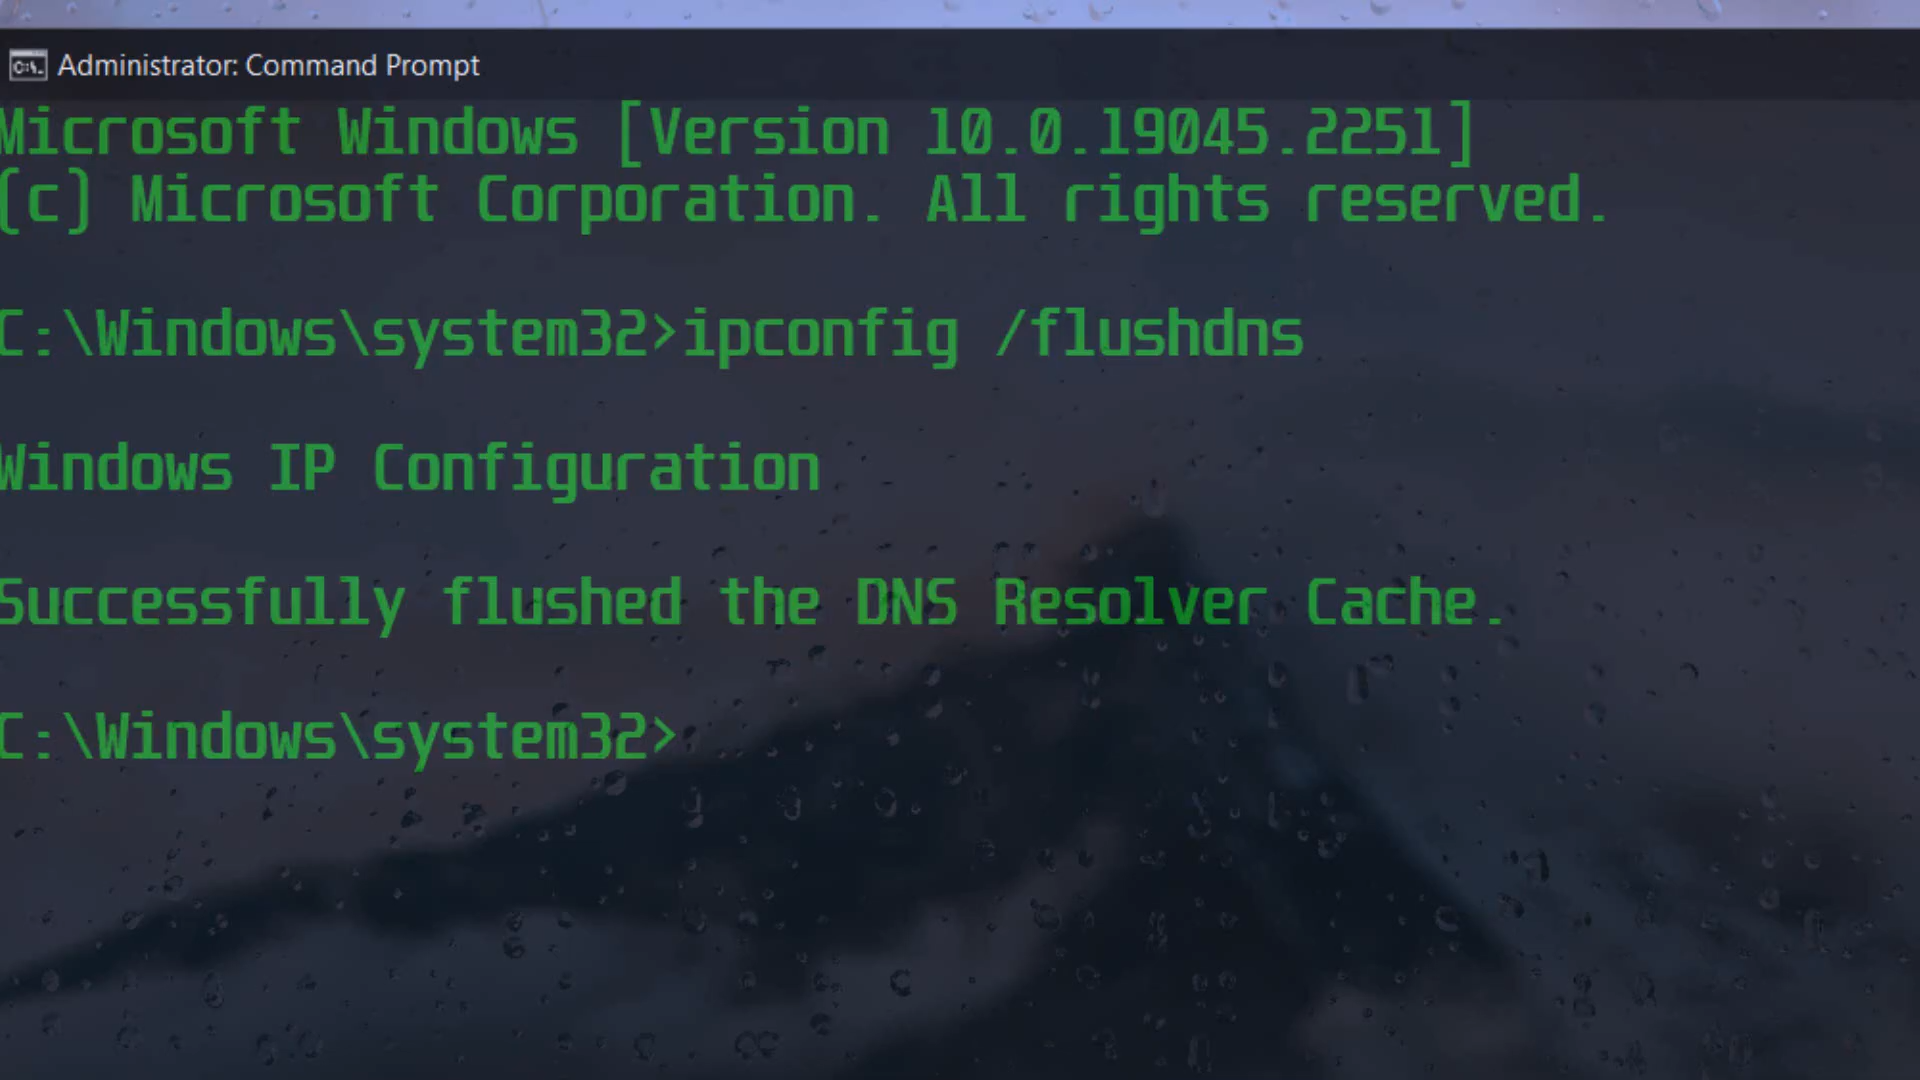 Administrator: Command Prompt
Microsoft Windows [Version 10.0.19045.2251]
(c) Microsoft Corporation. All rights reserved.
C:\Windows\system32>ipconfig /flushdns
Windows IP Configuration
Successfully flushed the DNS Resolver Cache.
C:\Windows\system32>